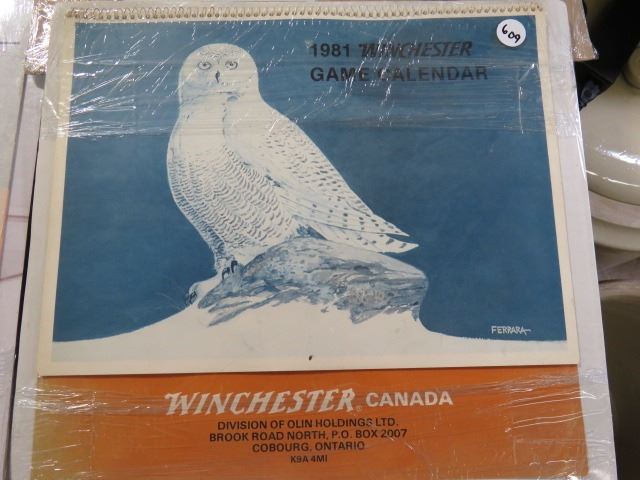 609
1981 WINCHESTER
GAME CALENDAR
FERRARA
WINCHESTER® CANADA
DIVISION OF OLIN HOLDINGS LTD.
BROOK ROAD NORTH, P.O. BOX 2007
COBOURG, ONTARIO
K9A 4MI